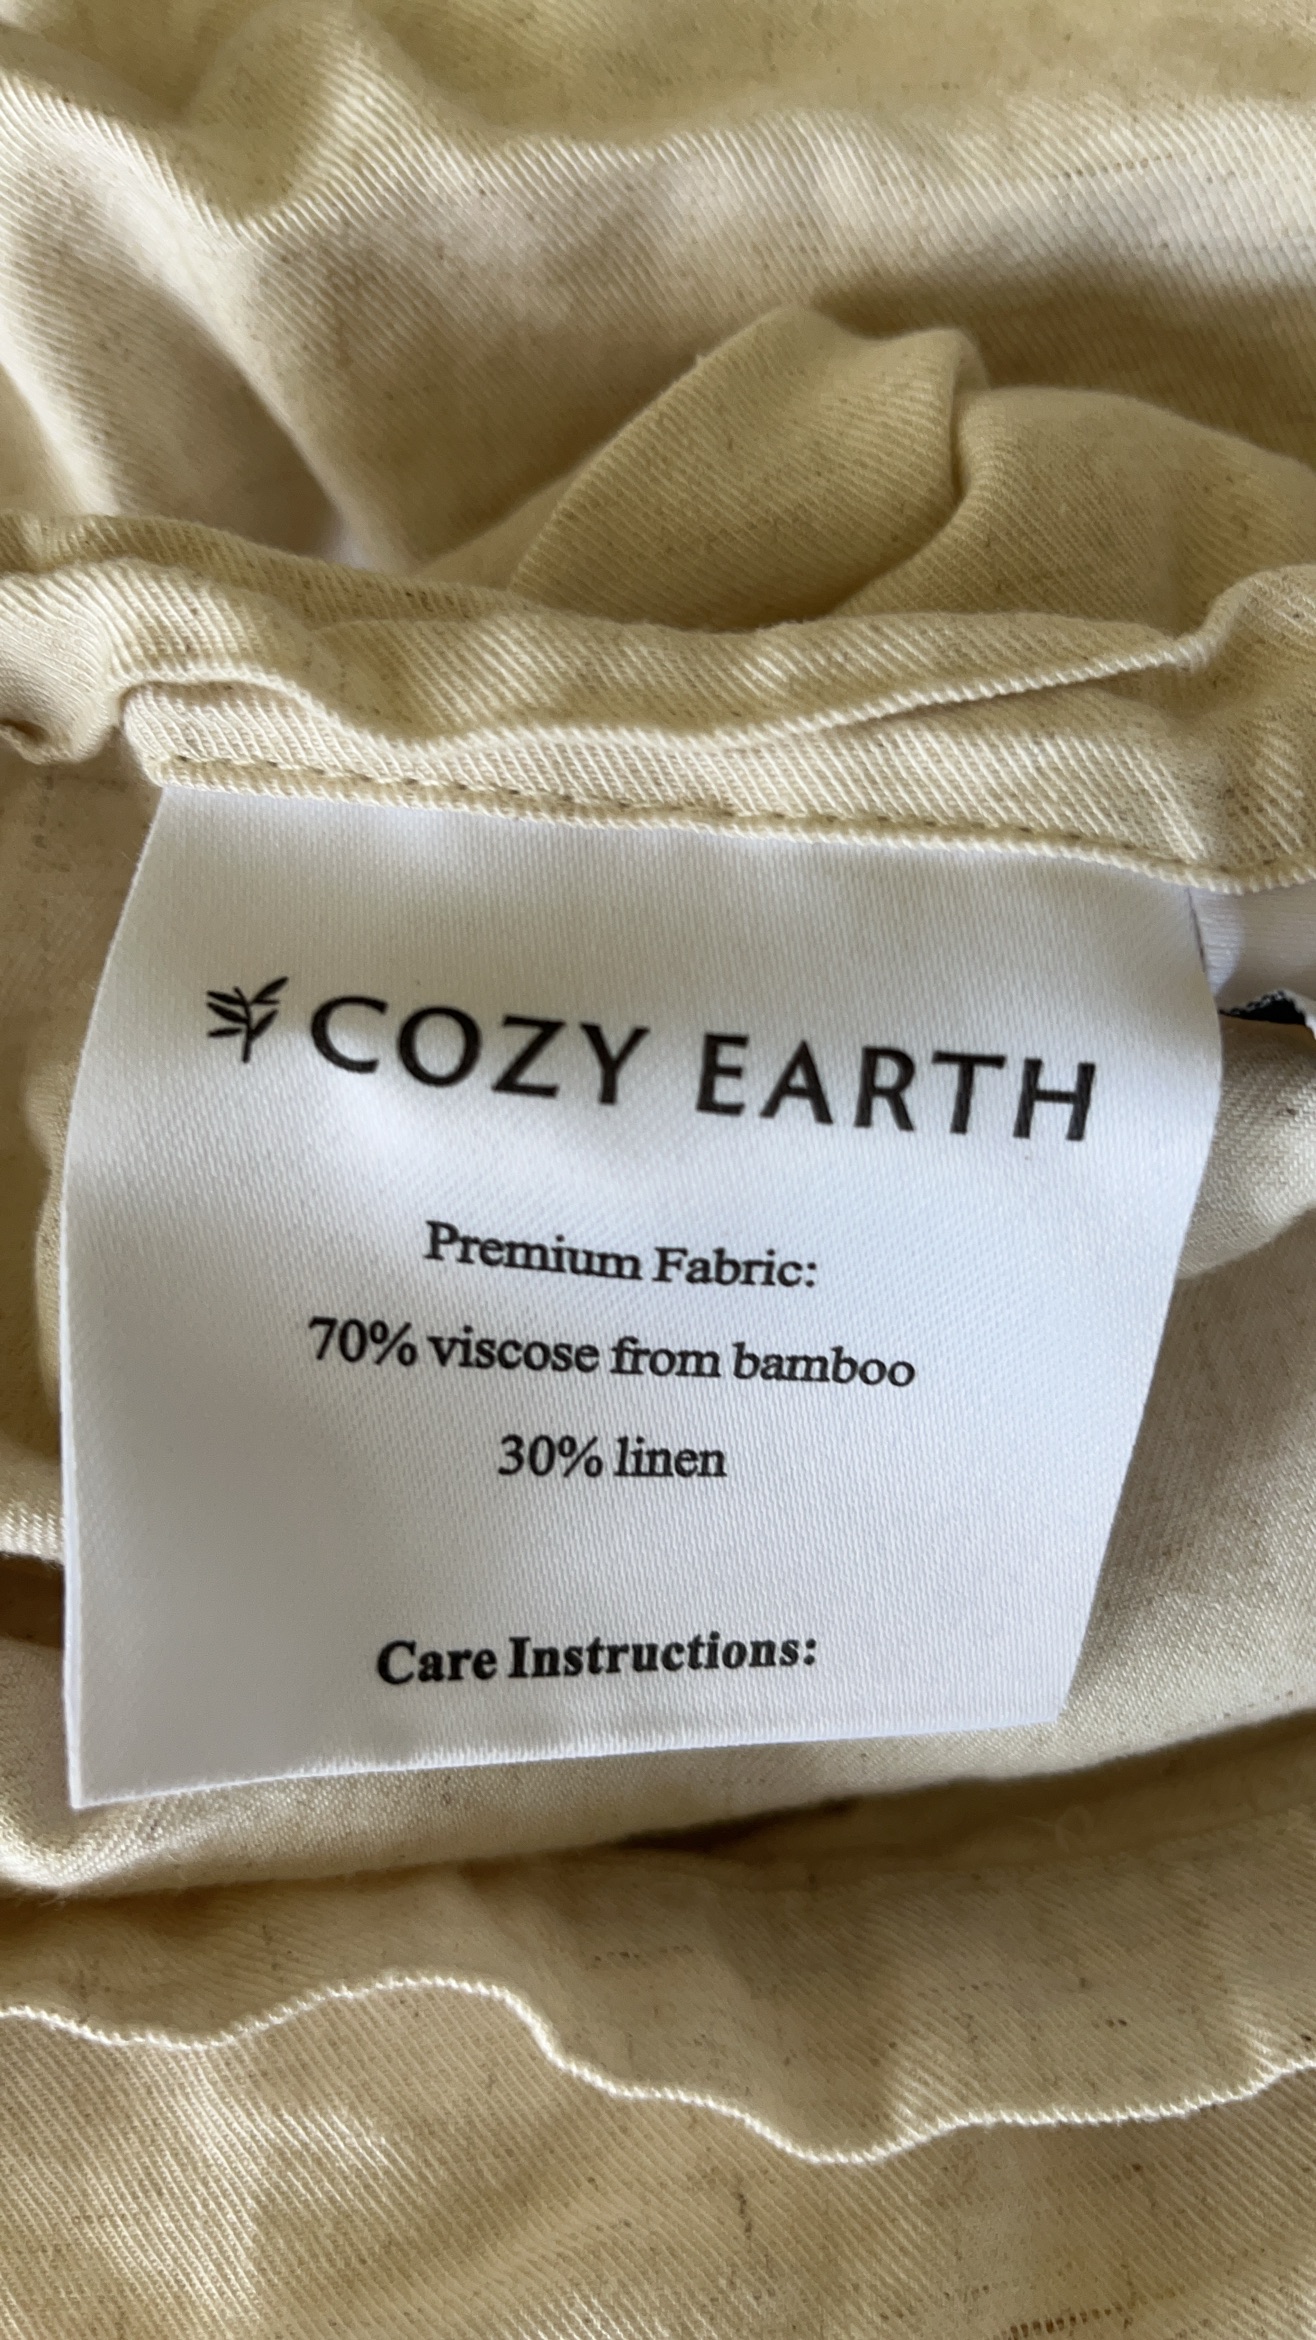 COZY EARTH
Premium Fabric:
70% viscose from bamboo
30% linen
Care Instructions: